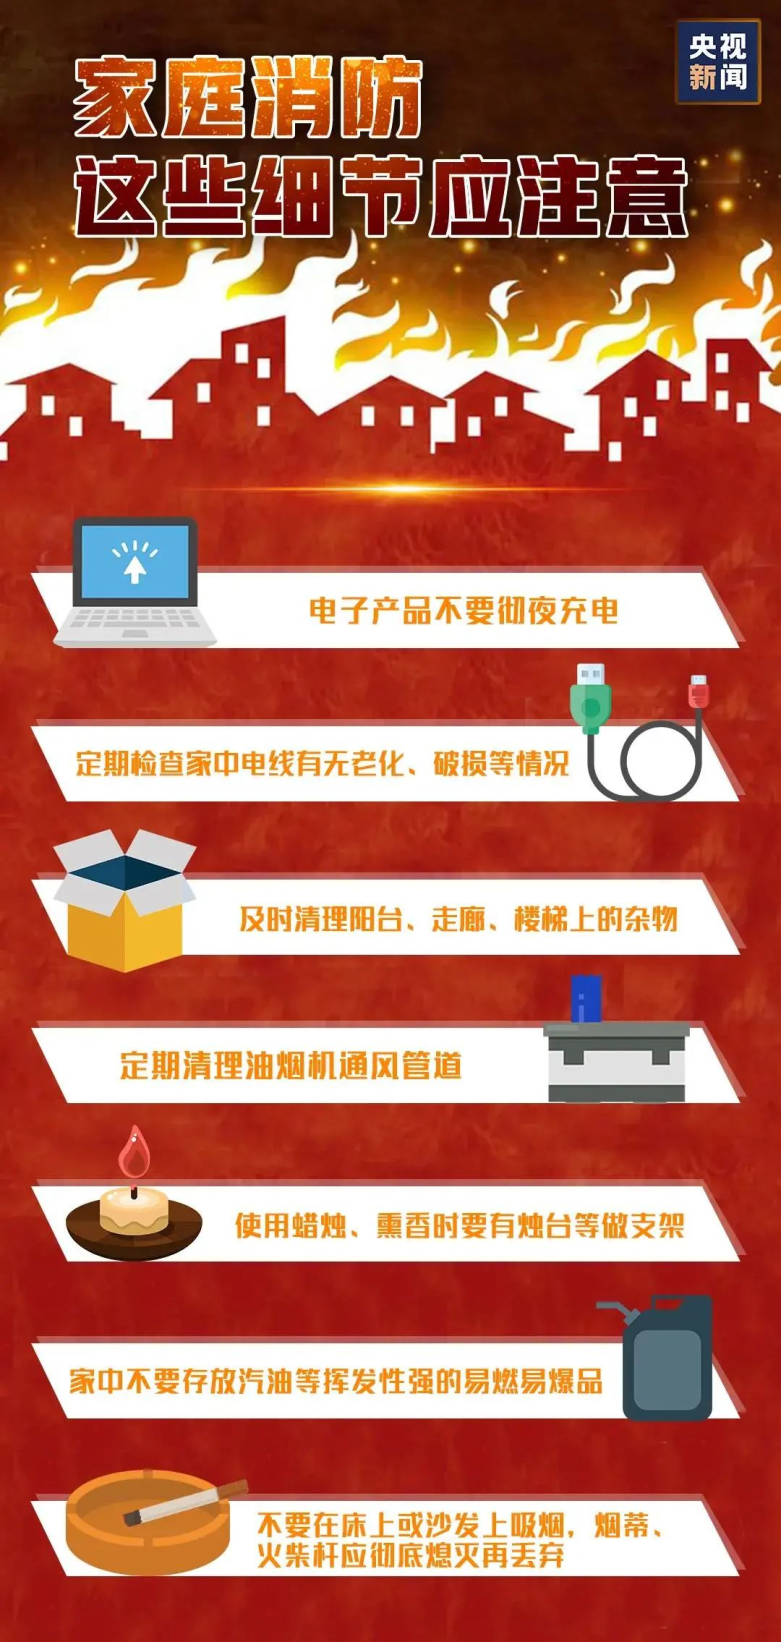 央视
新闻
家庭消防
这些细节应注意
电子产品不要彻夜充电
定期检查家中电线有无老化、破损等情况
及时清理阳台、走廊、楼梯上的杂物
定期清理油烟机通风管道
使用蜡烛、熏香时要有烛台等做支架
家中不要存放汽油等挥发性强的易燃易爆品
不要在床上或沙发上吸烟，烟蒂、
火柴杆应彻底熄灭再丢弃